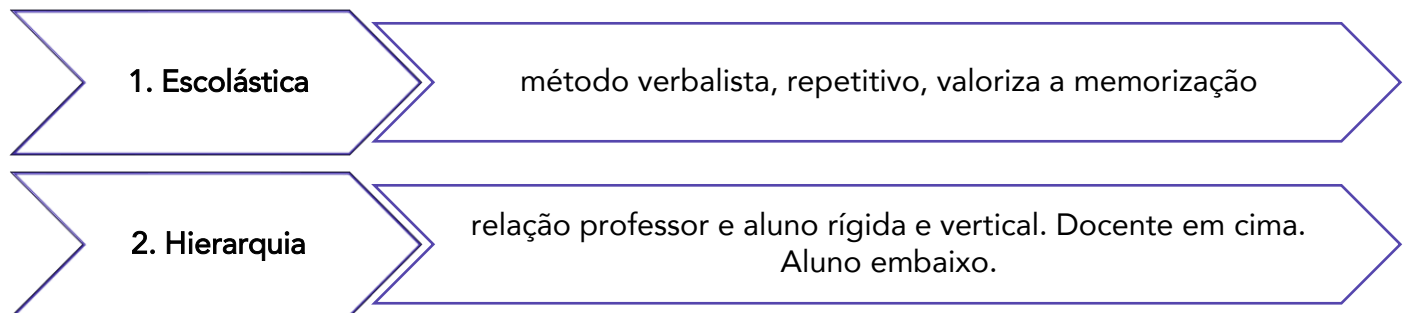 1. Escolástica
método verbalista, repetitivo, valoriza a memorização
2. Hierarquia
relação professor e aluno rígida e vertical. Docente em cima.
Aluno embaixo.